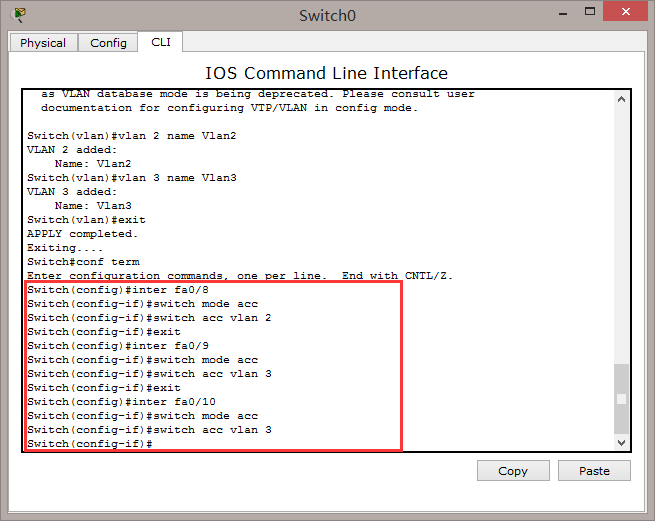 Switch0
Physical Config CLI
IOS Command Line Interface
as VLAN database mode is being deprecated. Please consult user
documentation for configuring VTP/VLAN in config mode.
Switch(vlan)#vlan 2 name Vlan2
VLAN 2 added:
Name: Vlan2
Switch(vlan)#vlan 3 name Vlan3
VLAN 3 added:
Name: Vlan3
Switch(vlan)#exit
APPLY completed.
Exiting....
Switch#conf term
Enter configuration commands, one per line. End with CNTL/Z.
Switch(config)#inter fa0/8
Switch(config-if)#switch mode acc
Switch(config-if)#switch acc vlan 2
Switch(config-if)#exit
Switch(config)#inter fa0/9
Switch(config-if)#switch mode acc
Switch(config-if)#switch acc vlan 3
Switch(config-if)#exit
Switch(config)#inter fa0/10
Switch(config-if)#switch mode acc
Switch(config-if)#switch acc vlan 3
Switch(config-if)#
Copy Paste